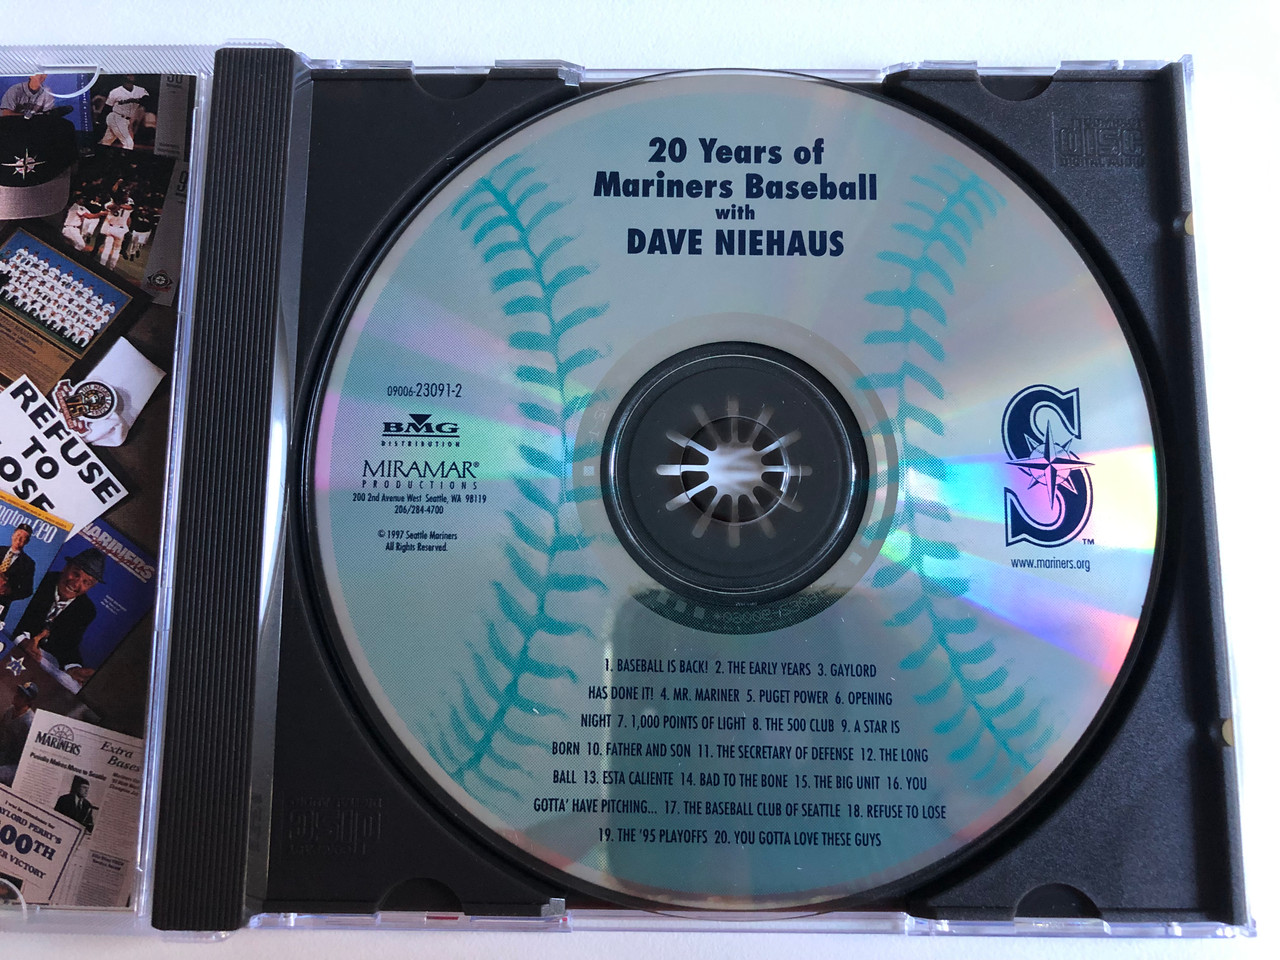 20 Years of
Mariners Baseball
with
DAVE NIEHAUS
09006-23091-2
BMG
DISTRIBUTION
MIRAMAR®
PRODUCTIONS
200 2nd Avenue West Seattle, WA 98119
206/284-4700
© 1997 Seattle Mariners
All Rights Reserved.
S
TM
www.mariners.org
1. BASEBALL IS BACK! 2. THE EARLY YEARS 3. GAYLORD
HAS DONE IT! 4. MR. MARINER 5. PUGET POWER 6. OPENING
NIGHT 7. 1,000 POINTS OF LIGHT 8. THE 500 CLUB 9. A STAR IS
BORN 10. FATHER AND SON 11. THE SECRETARY OF DEFENSE 12. THE LONG
BALL 13. ESTA CALIENTE 14. BAD TO THE BONE 15. THE BIG UNIT 16. YOU
GOTTA' HAVE PITCHING... 17. THE BASEBALL CLUB OF SEATTLE 18. REFUSE TO LOSE
19. THE '95 PLAYOFFS 20. YOU GOTTA LOVE THESE GUYS
REFUSE
TO
LOSE
MARINERS
MARINERS
Extra
Bases
00TH
VICTORY
DISC